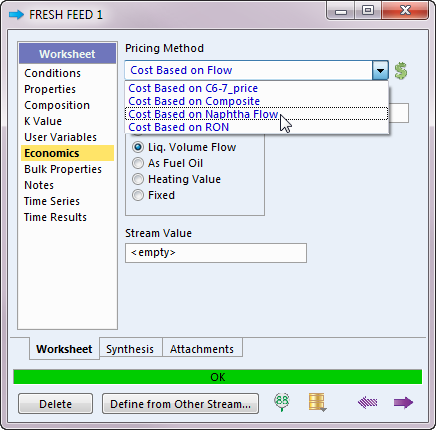 FRESH FEED 1
Worksheet
Conditions
Properties
Composition
K Value
User Variables
Economics
Bulk Properties
Notes
Time Series
Time Results
Pricing Method
Cost Based on Flow
Cost Based on C6-7_price
Cost Based on Composite
Cost Based on Naphtha Flow
Cost Based on RON
Liq. Volume Flow
As Fuel Oil
Heating Value
Fixed
Stream Value
<empty>
Worksheet Synthesis Attachments
OK
Delete Define from Other Stream...